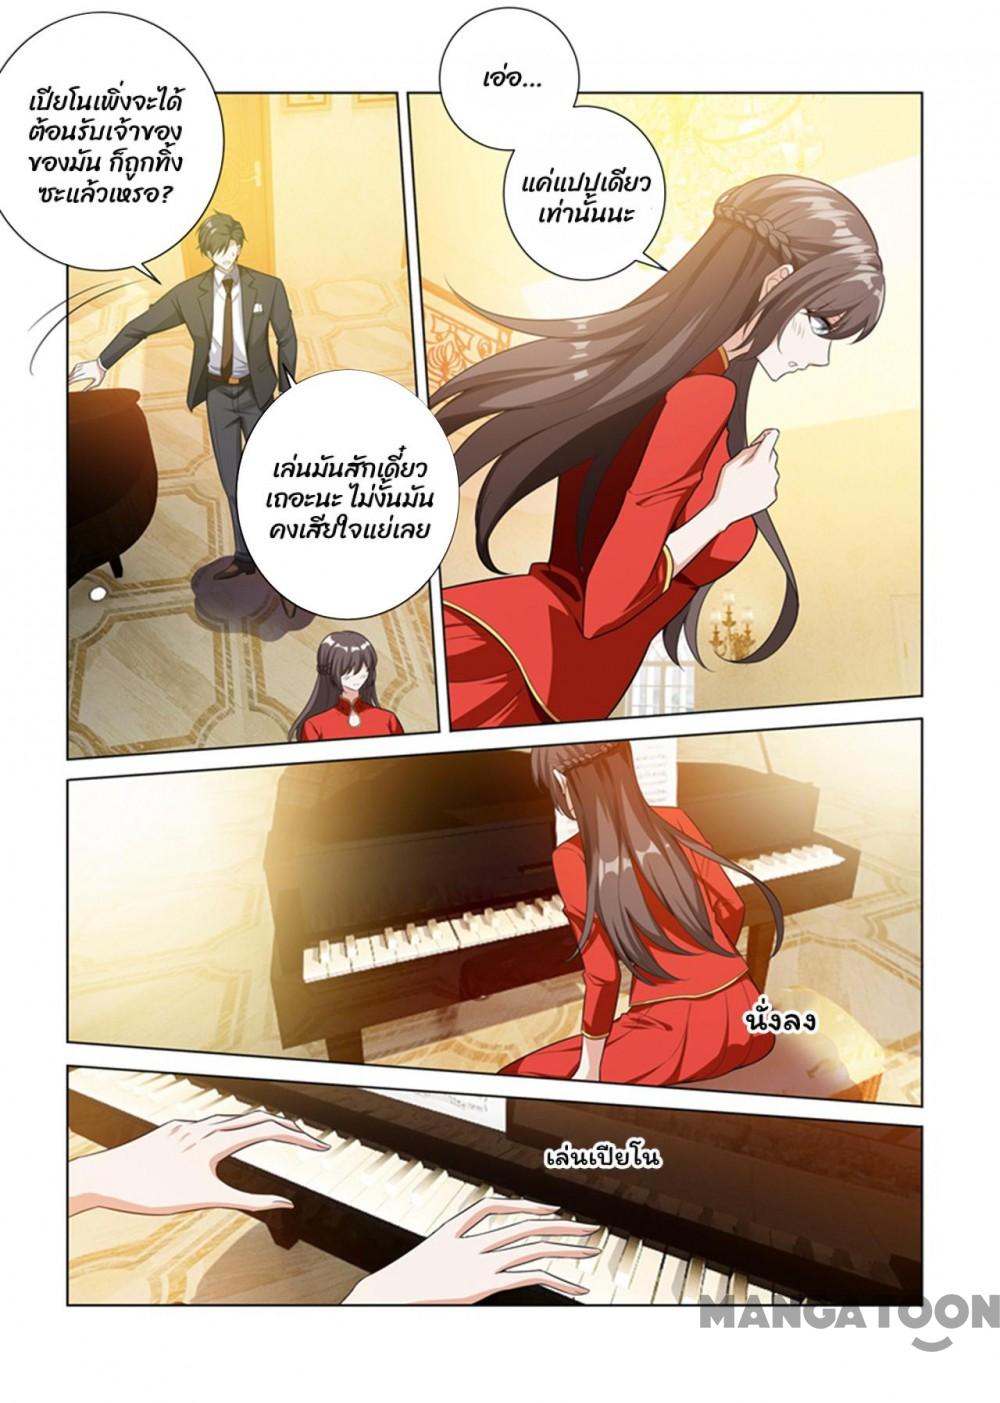 เปียโนเพิ่งจะได้
ต้อนรับเจ้าของ
ของมัน ก็ถูกทิ้ง
ซะแล้วเหรอ?
เล่นมันสักเดี๋ยว
เถอะนะ ไม่งั้นมัน
คงเสียใจแย่เลย
เอ่อ...
แค่แปปเดียว
เท่านั้นนะ
นั่งลง
เล่นเปียโน
MANGATOON